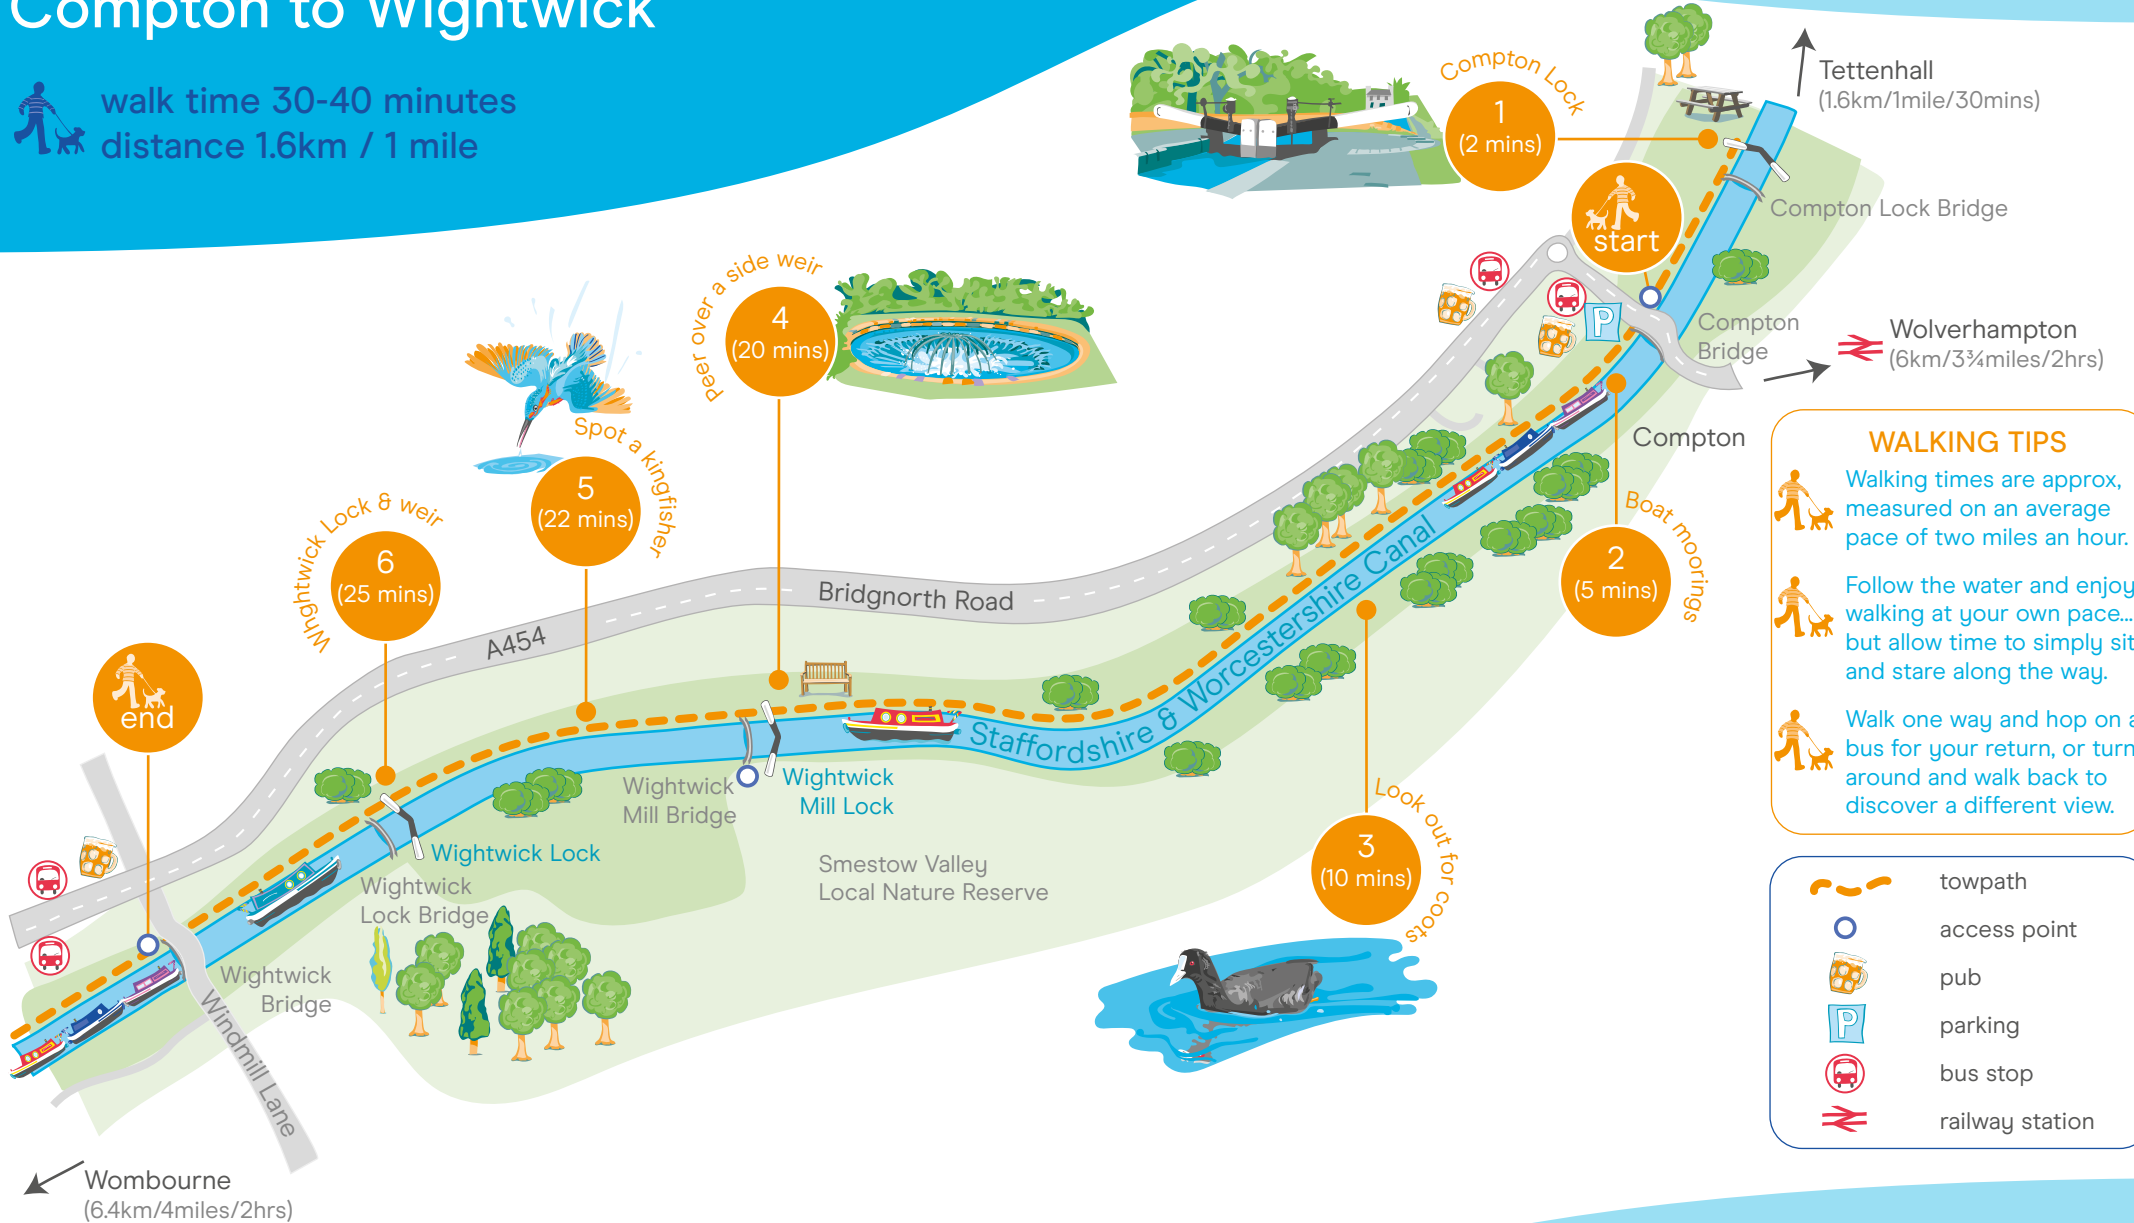 Compton to Wightwick
walk time 30-40 minutes
distance 1.6km / 1 mile
Compton Lock
1
(2 mins)
Tettenhall
(1.6km/1mile/30mins)
start
Compton Lock Bridge
Compton
Bridge
Wolverhampton
(6km/3¾miles/2hrs)
P
Compton
Boat moorings
2
(5 mins)
Peer over a side weir
4
(20 mins)
Spot a kingfisher
5
(22 mins)
Whightwick Lock & weir
6
(25 mins)
end
A454
Bridgnorth Road
Staffordshire & Worcestershire Canal
Look out for coots
3
(10 mins)
Wightwick
Mill Bridge
Wightwick
Mill Lock
Wightwick Lock
Wightwick
Lock Bridge
Smestow Valley
Local Nature Reserve
Wightwick
Bridge
Windmill Lane
Wombourne
(6.4km/4miles/2hrs)
WALKING TIPS
Walking times are approx,
measured on an average
pace of two miles an hour.
Follow the water and enjoy
walking at your own pace...
but allow time to simply sit
and stare along the way.
Walk one way and hop on a
bus for your return, or turn
around and walk back to
discover a different view.
towpath
access point
pub
P
parking
bus stop
railway station